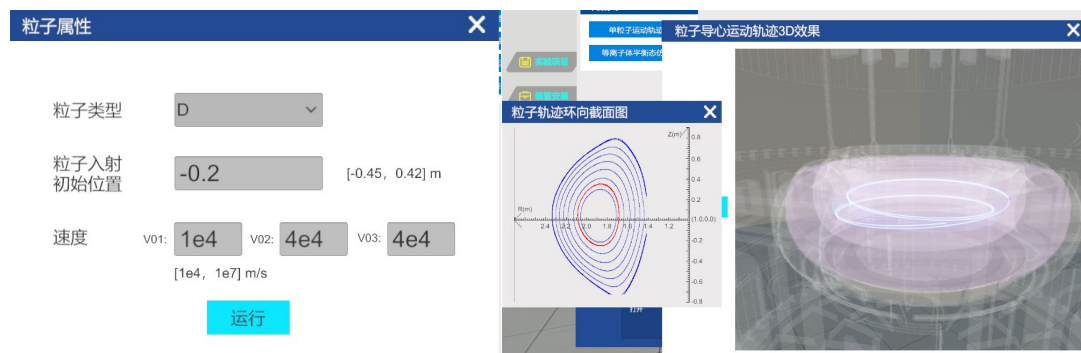 粒子属性
粒子类型
D
粒子入射
初始位置
-0.2
[-0.45, 0.42] m
速度
V01:
1e4
V02:
4e4
V03:
4e4
[1e4, 1e7] m/s
运行
单粒子运动轨迹
等离子体平衡态仿
实验项目
粒子导心运动轨迹3D效果
粒子轨迹环向截面图
Z(m)
0.8
0.6
0.4
0.2
(1.0,0.0)
-0.2
-0.4
-0.6
-0.8
R(m)
2.4
2.2
2.0
1.8
1.6
1.4
1.2
打开